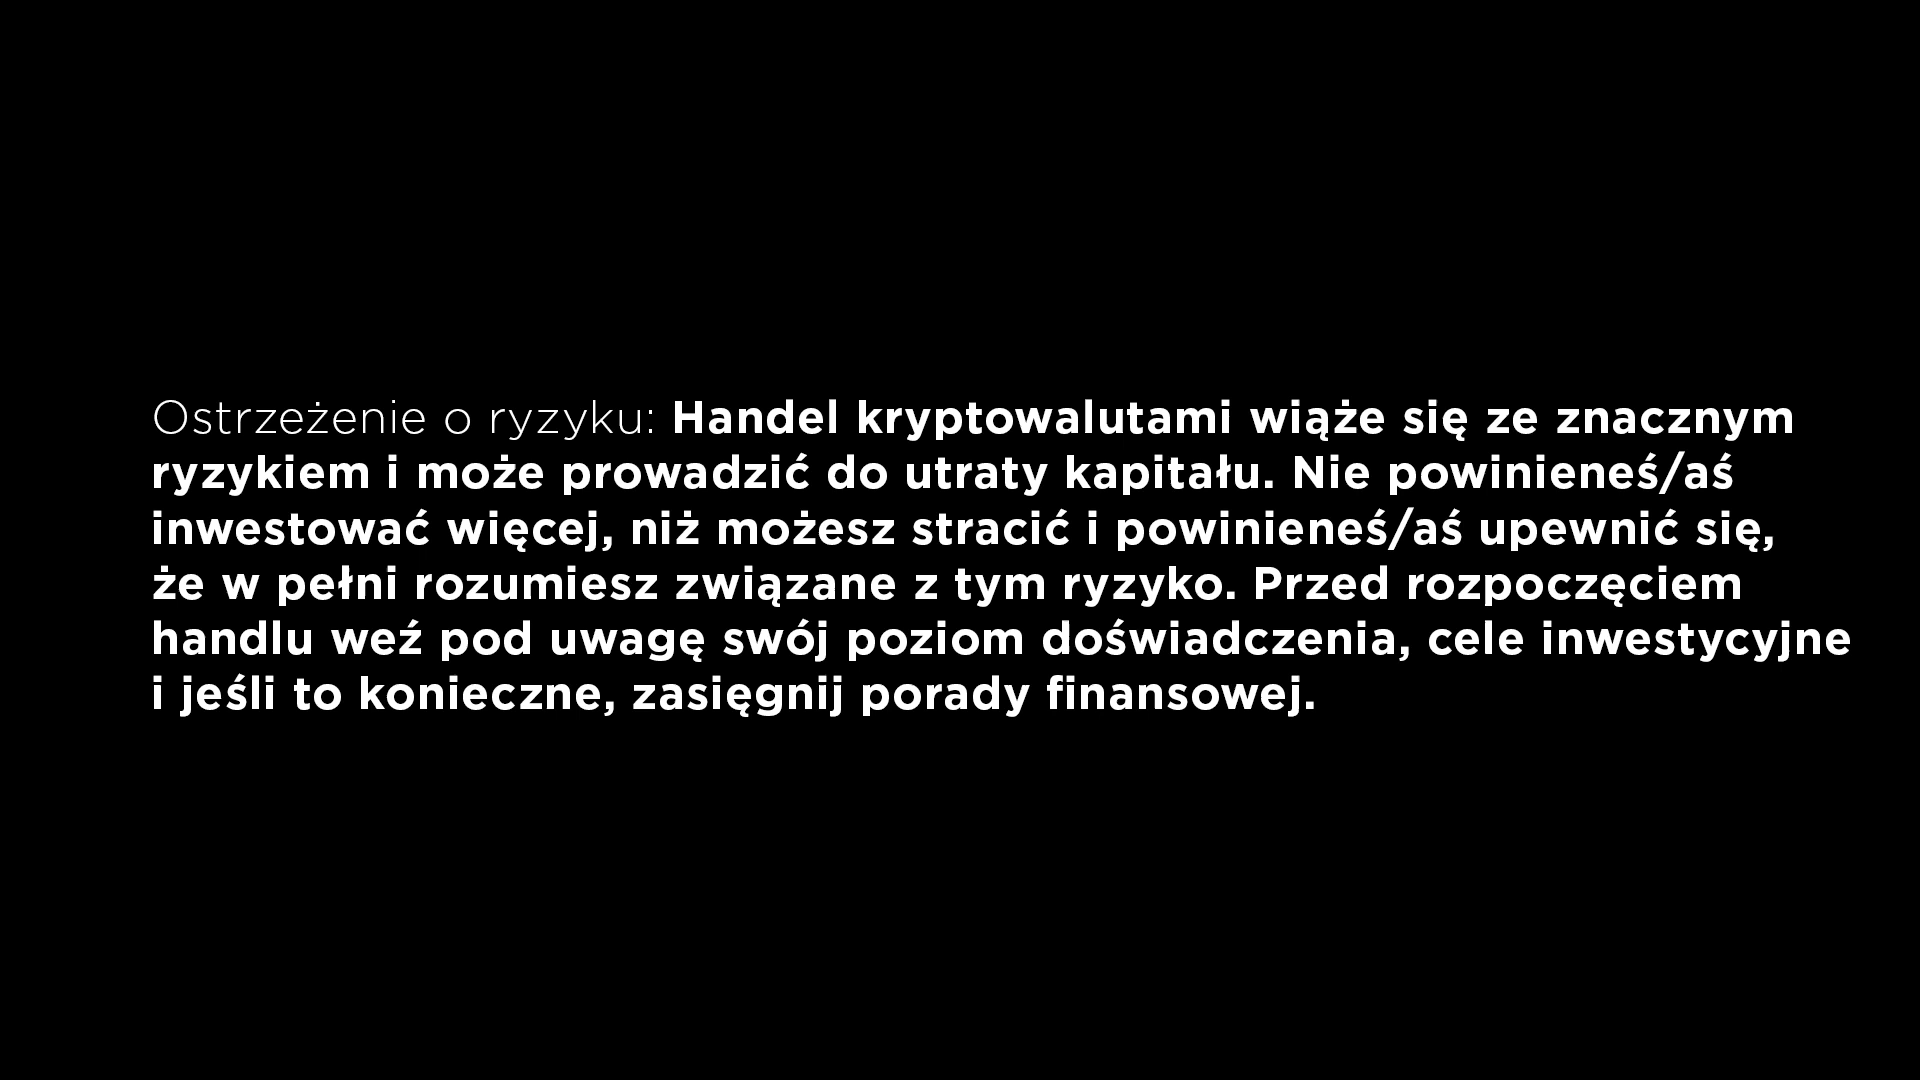 Ostrzeżenie o ryzyku: Handel kryptowalutami wiąże się ze znacznym
ryzykiem i może prowadzić do utraty kapitału. Nie powinieneś/aś
inwestować więcej, niż możesz stracić i powinieneś/aś upewnić się,
że w pełni rozumiesz związane z tym ryzyko. Przed rozpoczęciem
handlu weź pod uwagę swój poziom doświadczenia, cele inwestycyjne
i jeśli to konieczne, zasięgnij porady finansowej.